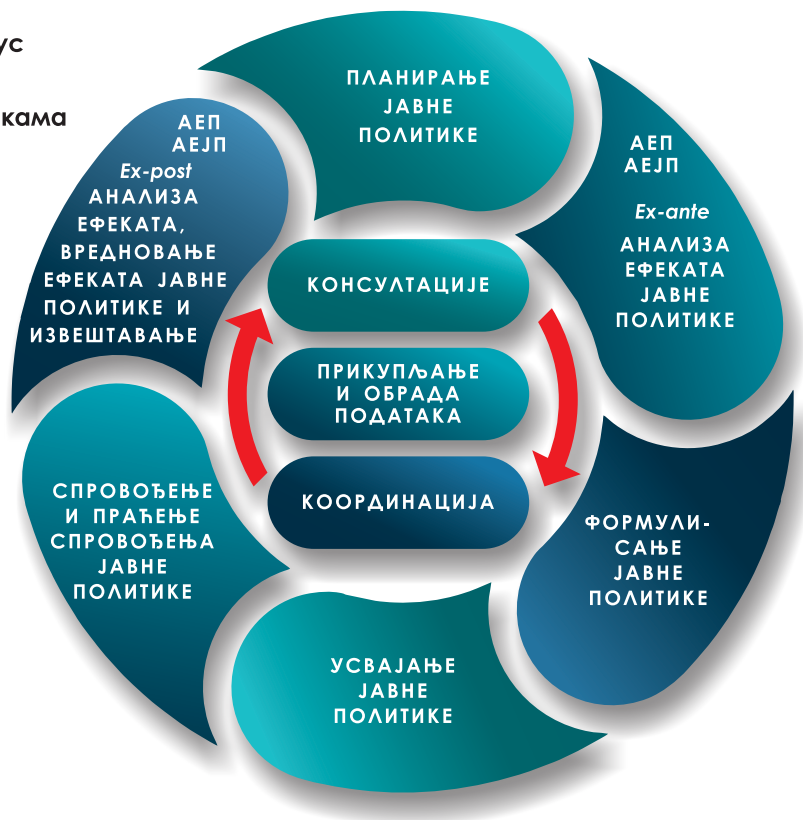 ус
кама
ПЛАНИРАЊЕ
ЈАВНЕ
ПОЛИТИКЕ
АЕП
АЕЈП
Ex-ante
АНАЛИЗА
ЕФЕКАТА
ЈАВНЕ
ПОЛИТИКЕ
ФОРМУЛИ-
САЊЕ
ЈАВНЕ
ПОЛИТИКЕ
УСВАЈАЊЕ
ЈАВНЕ
ПОЛИТИКЕ
СПРОВОЂЕЊЕ
И ПРАЋЕЊЕ
СПРОВОЂЕЊА
ЈАВНЕ
ПОЛИТИКЕ
АЕП
АЕЈП
Ex-post
АНАЛИЗА
ЕФЕКАТА,
ВРЕДНОВАЊЕ
ЕФЕКАТА ЈАВНЕ
ПОЛИТИКЕ И
ИЗВЕШТАВАЊЕ
КОНСУЛТАЦИЈЕ
ПРИКУПЉАЊЕ
И ОБРАДА
ПОДАТАКА
КООРДИНАЦИЈА